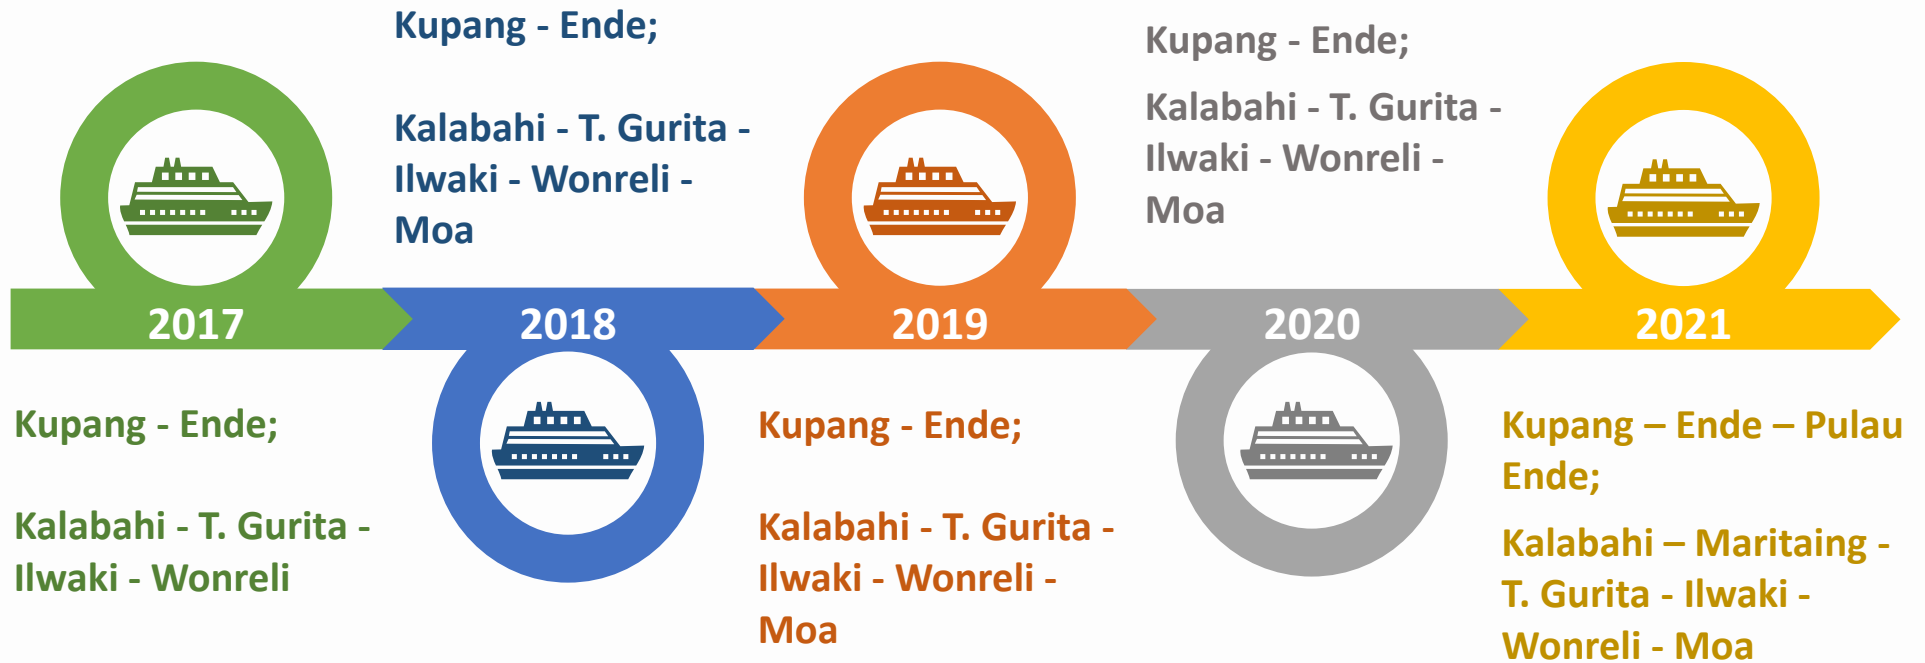 Kupang - Ende;
Kalabahi - T. Gurita -
Ilwaki - Wonreli -
Moa
Kupang - Ende;
Kalabahi - T. Gurita -
Ilwaki - Wonreli -
Moa
2017
2018
2019
2020
2021
Kupang - Ende;
Kalabahi - T. Gurita -
Ilwaki - Wonreli
Kupang - Ende;
Kalabahi - T. Gurita -
Ilwaki - Wonreli -
Moa
Kupang – Ende – Pulau
Ende;
Kalabahi – Maritaing -
T. Gurita - Ilwaki -
Wonreli - Moa